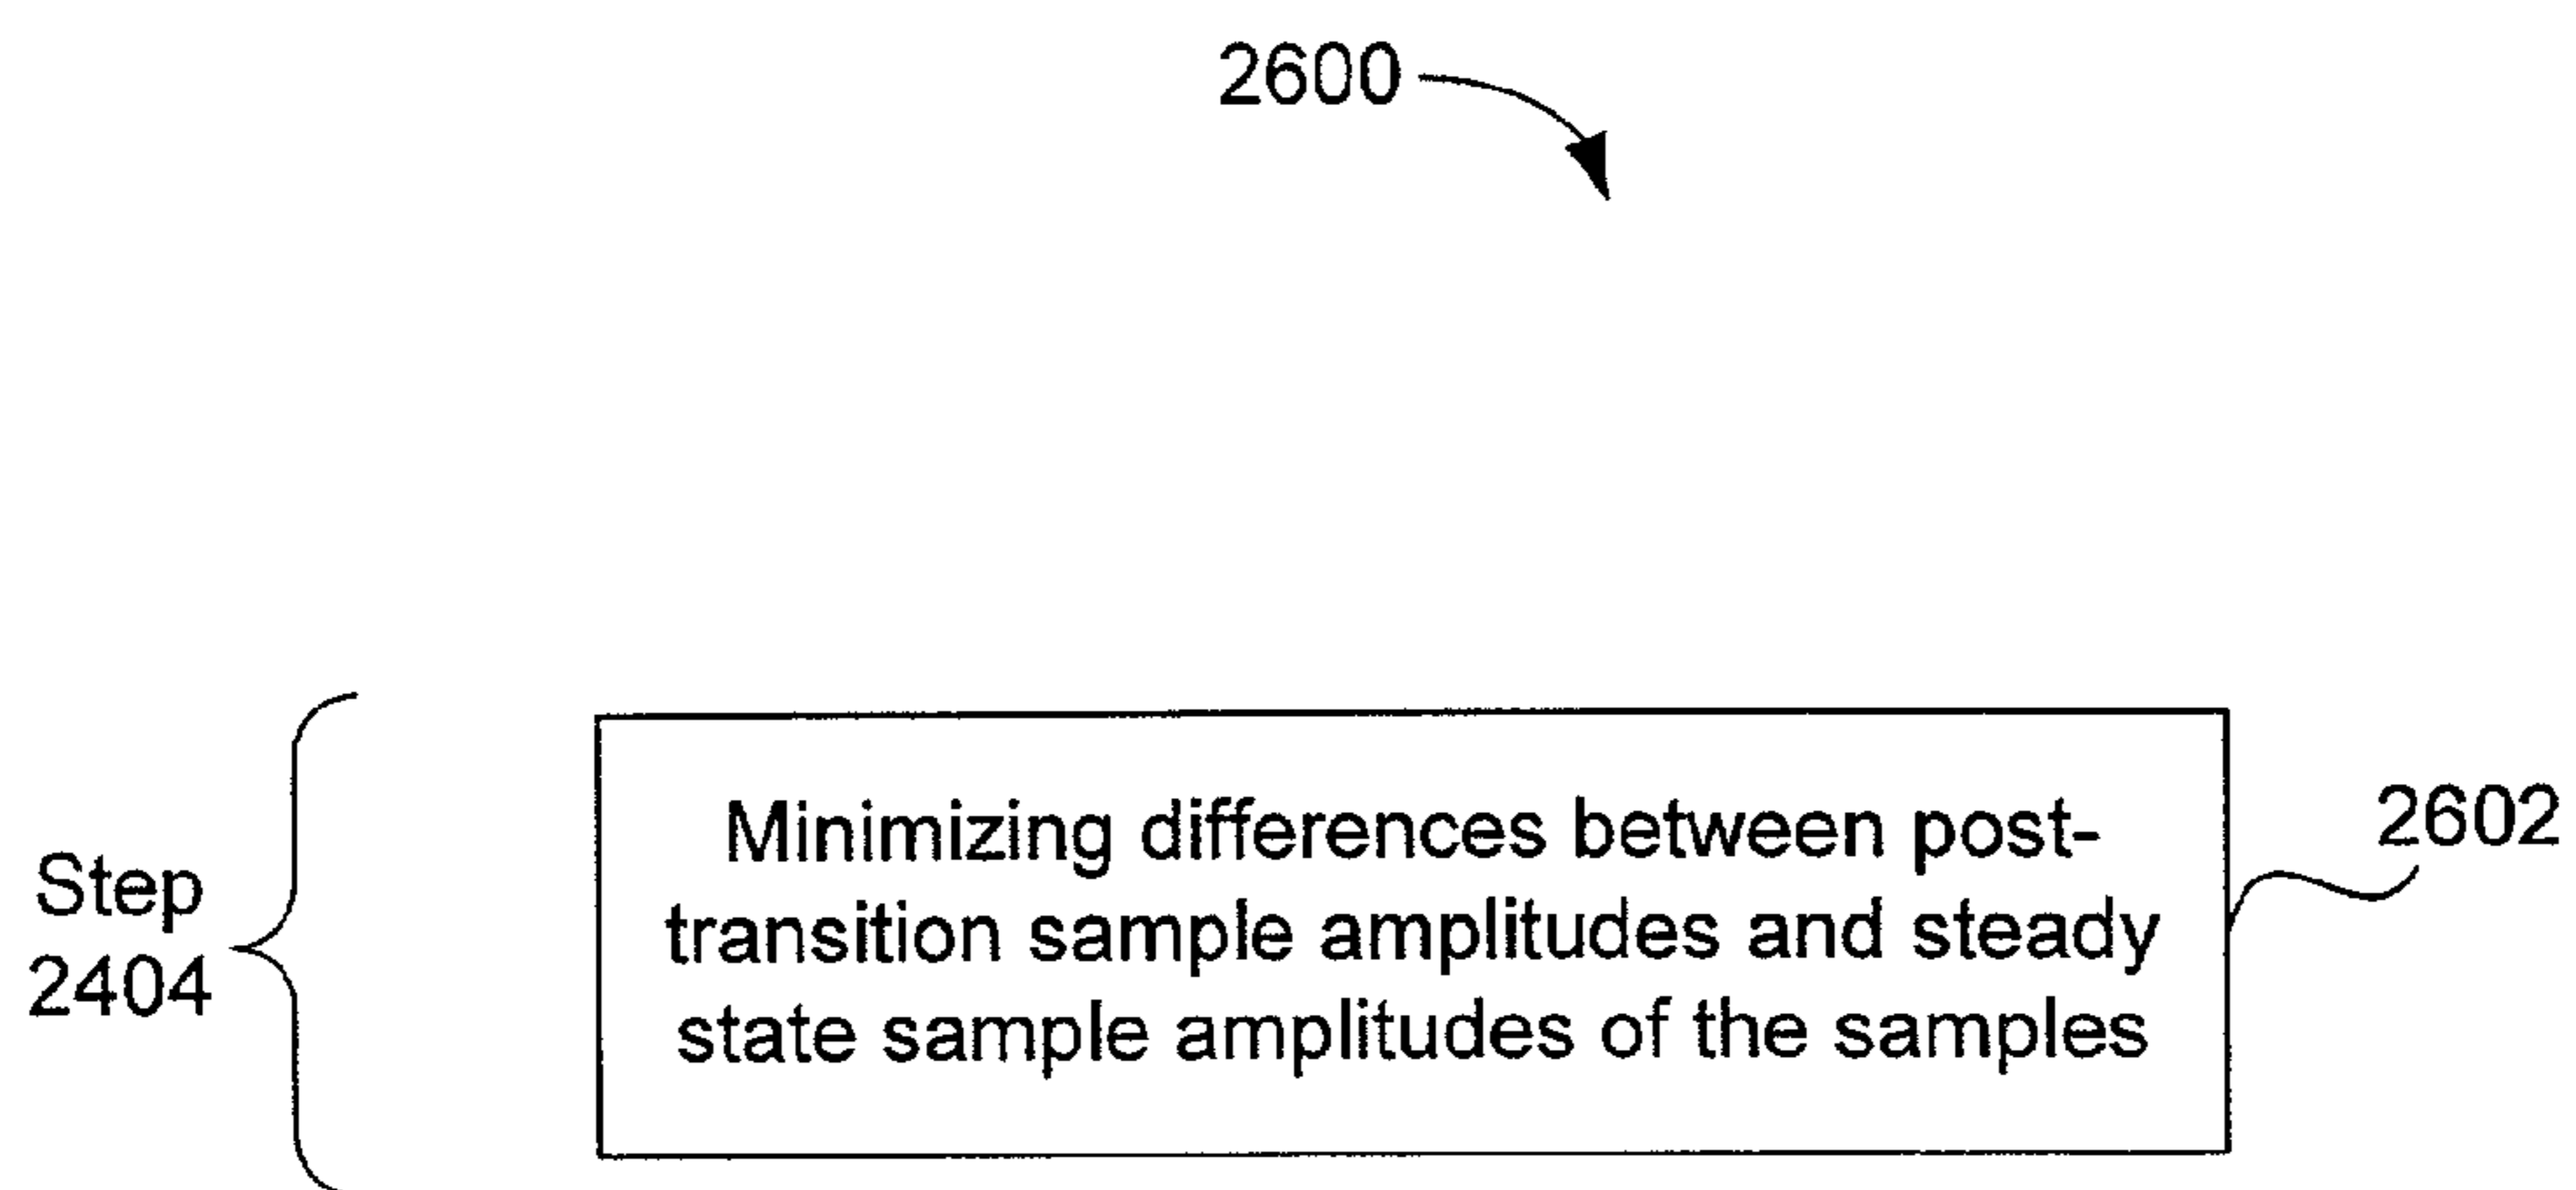 2600
Step
2404
Minimizing differences between post-
transition sample amplitudes and steady
state sample amplitudes of the samples
2602